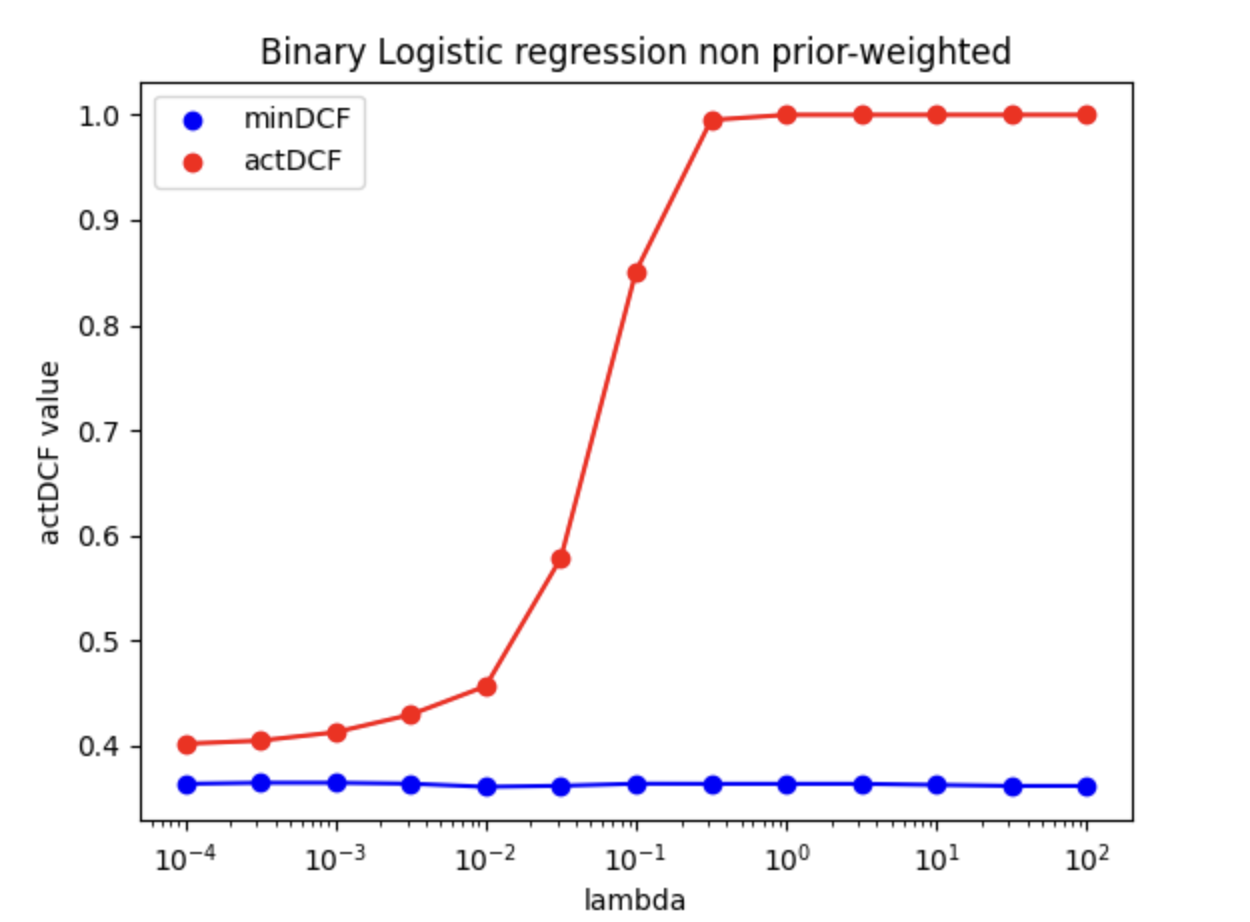 Binary Logistic regression non prior-weighted
minDCF
actDCF
1.0
0.9
0.8
0.7
0.6
0.5
0.4
actDCF value
10⁻⁴ 10⁻³ 10⁻² 10⁻¹ 10⁰ 10¹ 10²
lambda